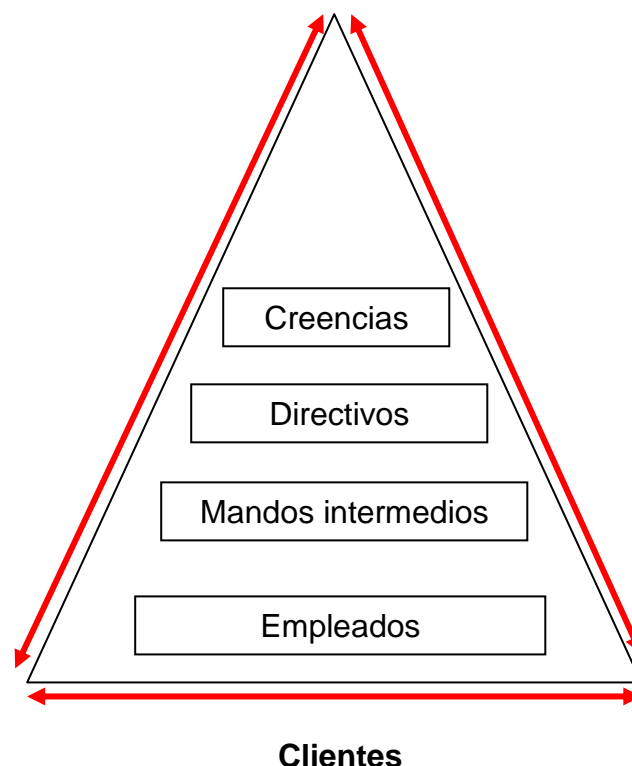 Creencias
Directivos
Mandos intermedios
Empleados
Clientes